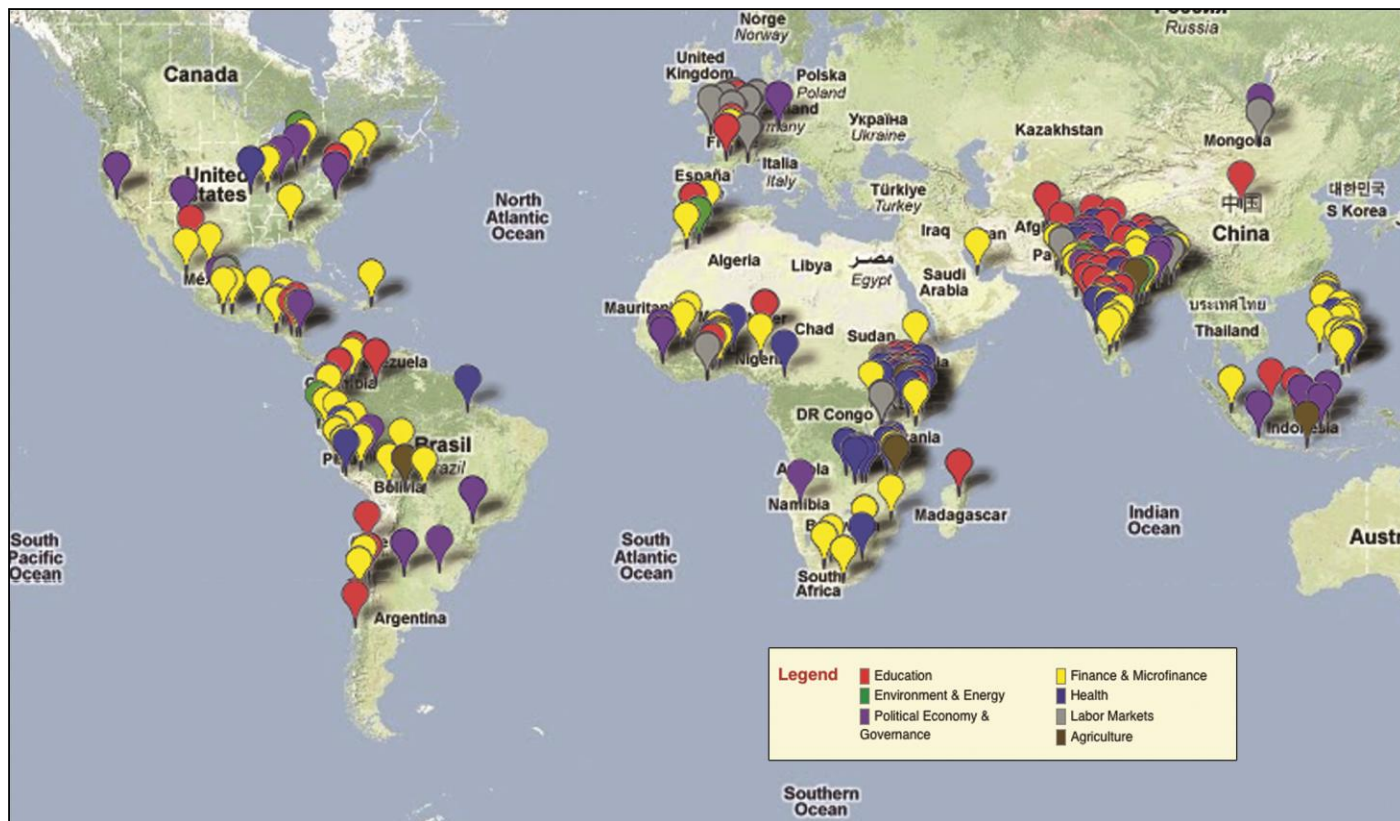 Россия
Russia
Norge
Norway
Canada
United
Kingdom
Polska
Poland
Україна
Ukraine
Kazakhstan
Italia
Italy
España
Türkiye
Turkey
United
States
North
Atlantic
Ocean
대한민국
S Korea
中国
China
Iraq
Algeria
Libya
مصر
Egypt
Saudi
Arabia
ประเทศไทย
Thailand
Chad
Sudan
DR Congo
Brasil
Namibia
Madagascar
Indian
Ocean
South
Pacific
Ocean
South
Atlantic
Ocean
South
Africa
Austr
Argentina
Legend
Education
Environment & Energy
Political Economy &
Governance
Finance & Microfinance
Health
Labor Markets
Agriculture
Southern
Ocean